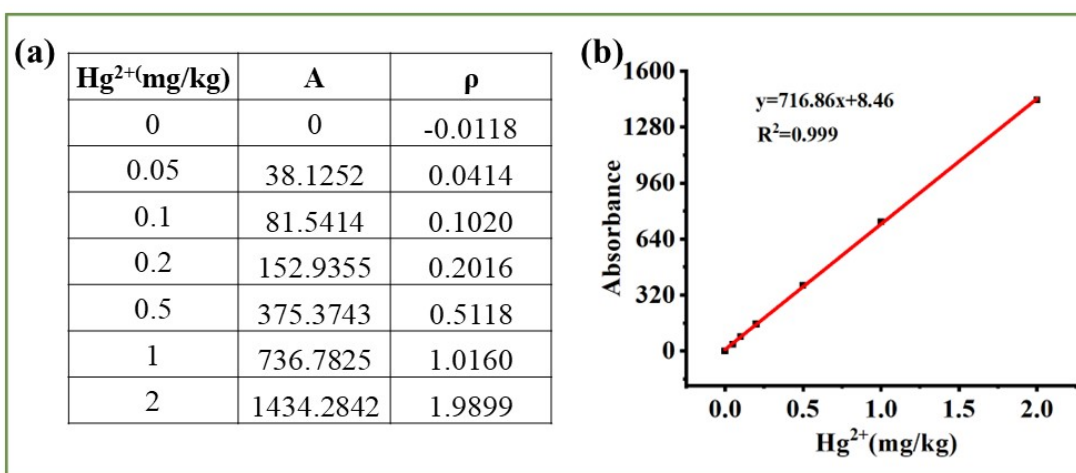 (a)
Hg²⁺(mg/kg) A ρ
0 0 -0.0118
0.05 38.1252 0.0414
0.1 81.5414 0.1020
0.2 152.9355 0.2016
0.5 375.3743 0.5118
1 736.7825 1.0160
2 1434.2842 1.9899
(b)
y=716.86x+8.46
R²=0.999
Absorbance
1600
1280
960
640
320
0
0.0 0.5 1.0 1.5 2.0
Hg²⁺(mg/kg)